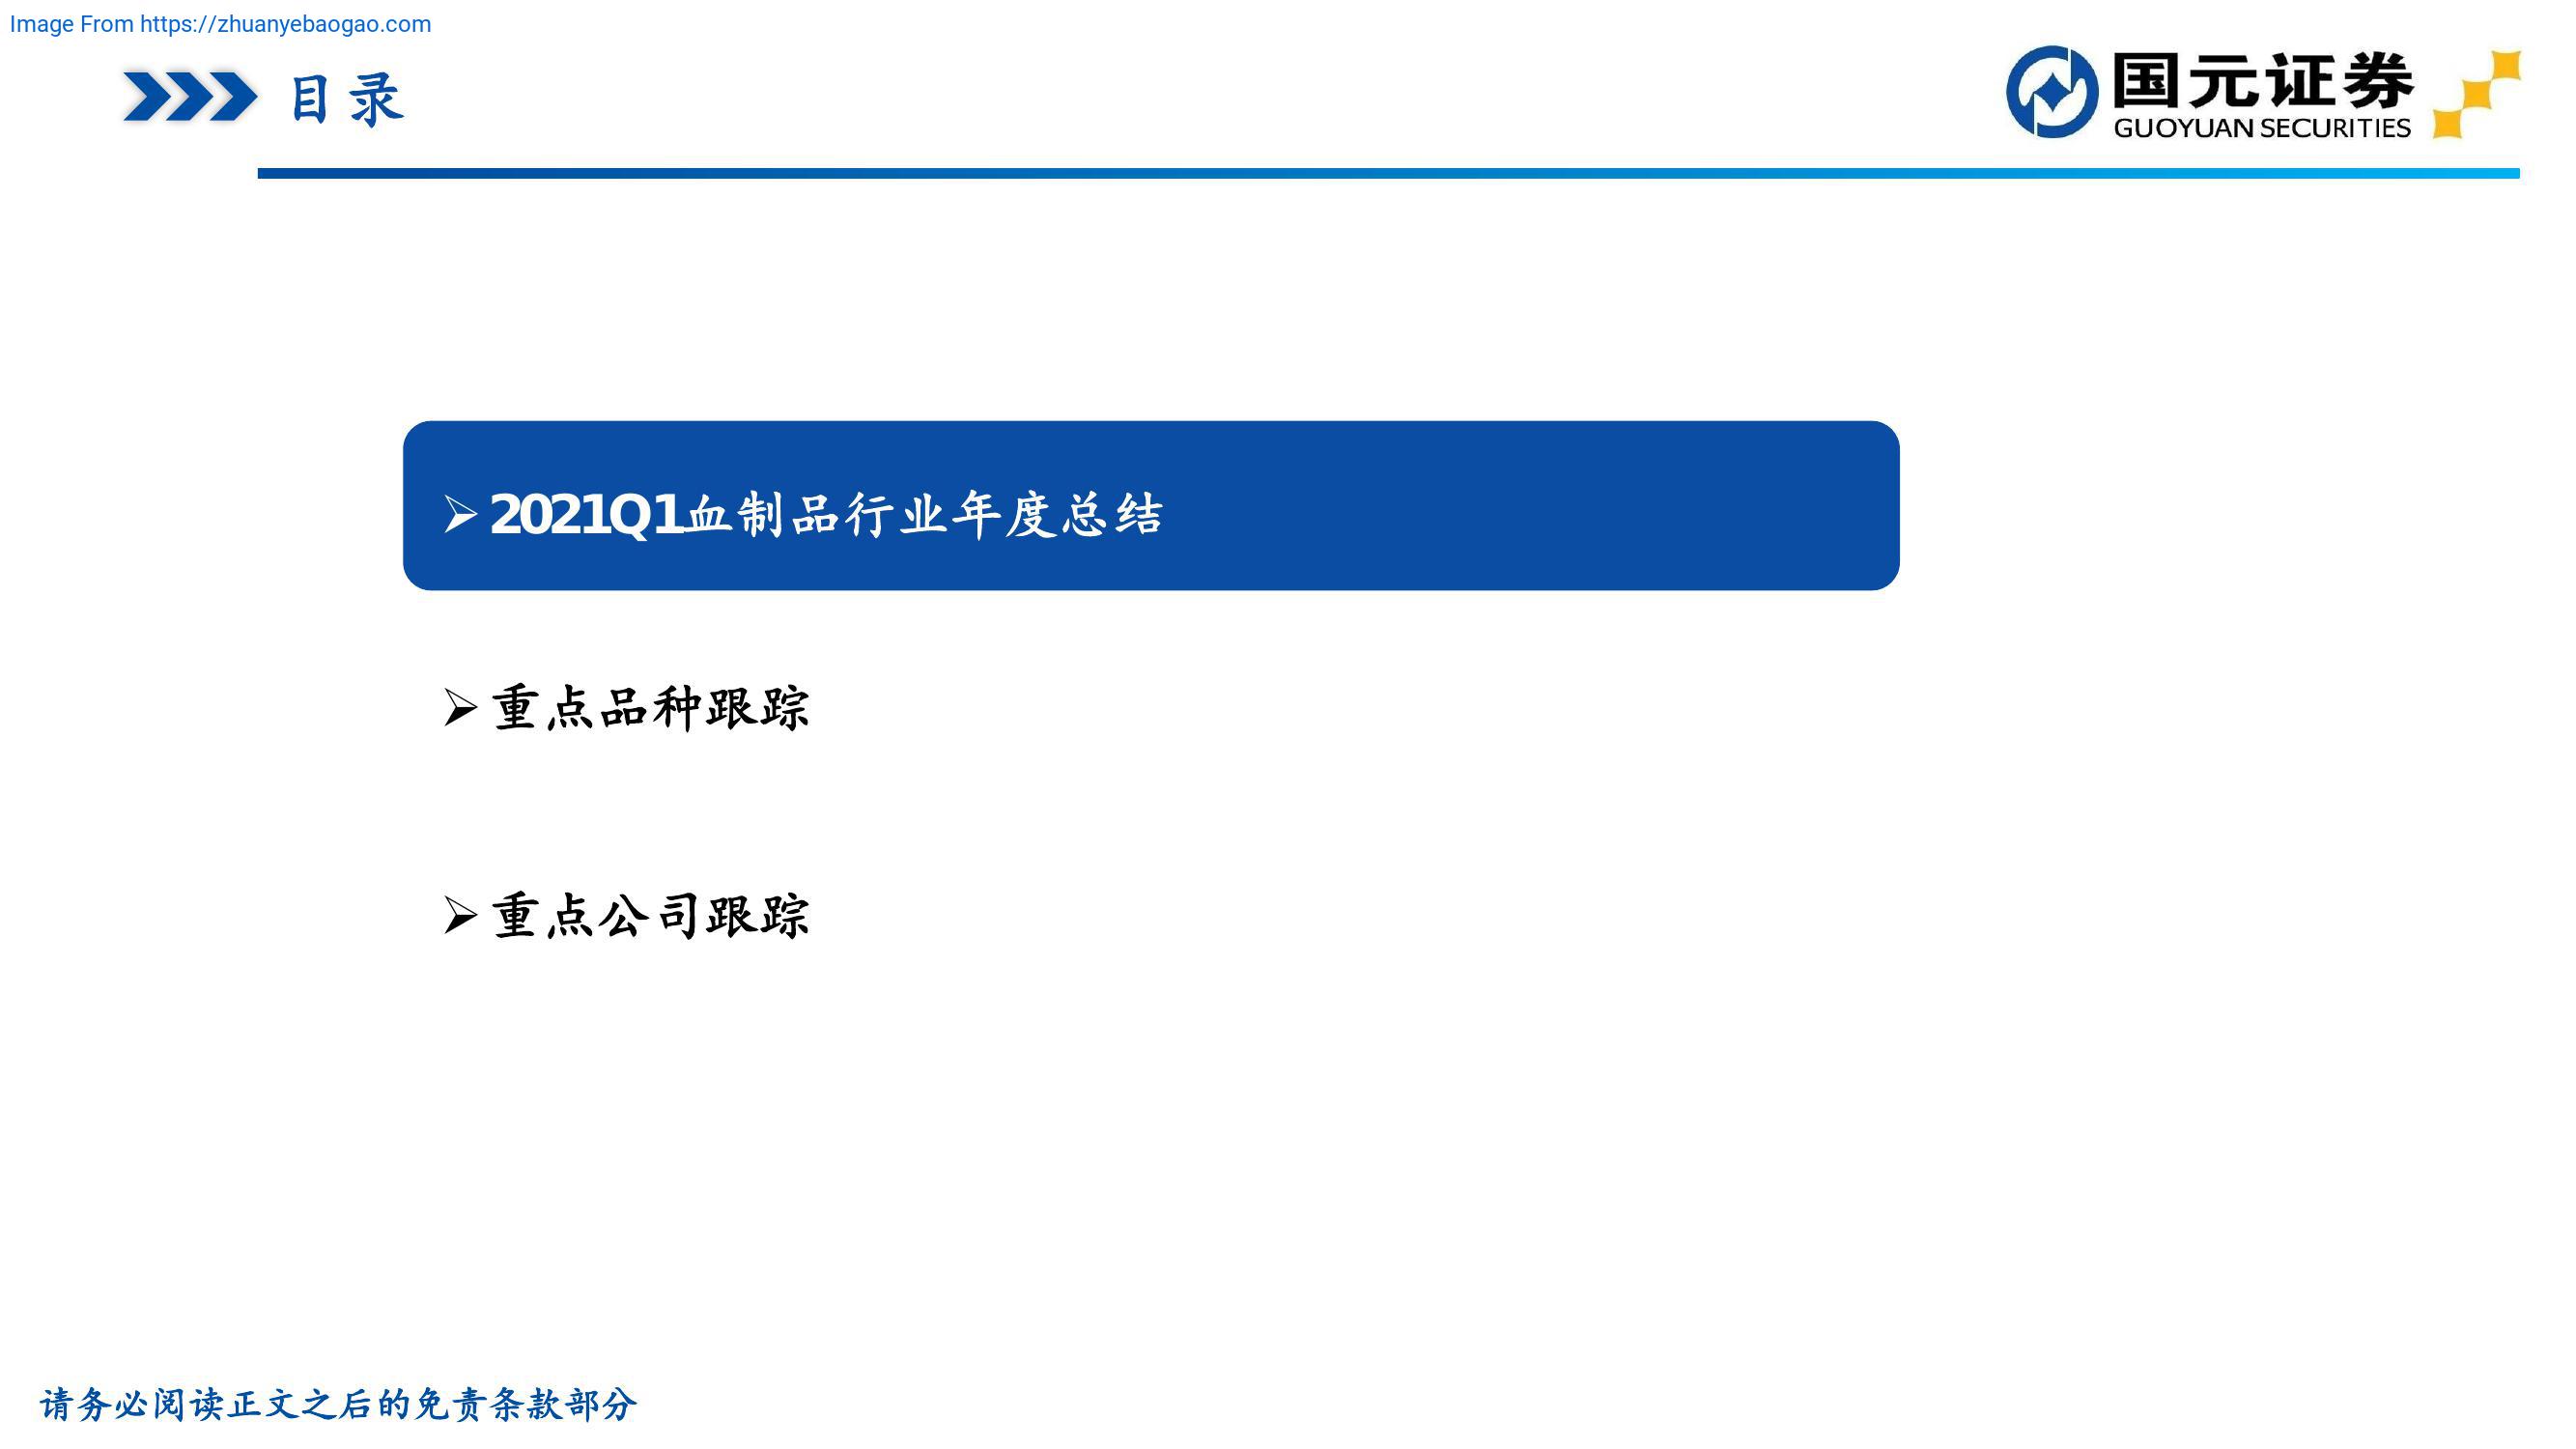 Image From https://zhuanyebaogao.com
目录
国元证券
GUOYUAN SECURITIES
➢2021Q1血制品行业年度总结
➢重点品种跟踪
➢重点公司跟踪
请务必阅读正文之后的免责条款部分